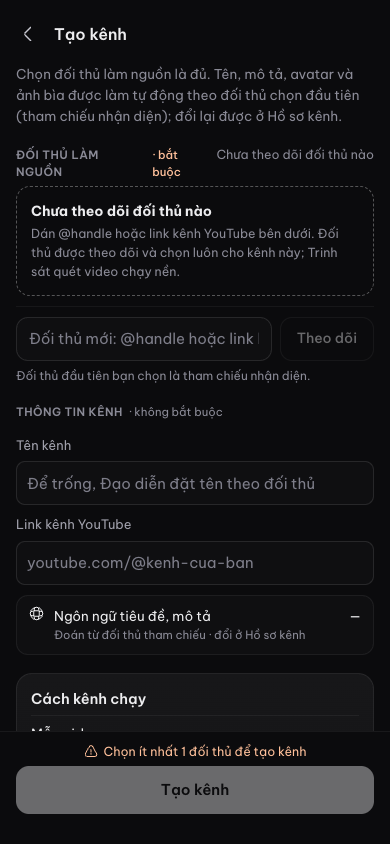 Tạo kênh
Chọn đối thủ làm nguồn là đủ. Tên, mô tả, avatar và
ảnh bìa được làm tự động theo đối thủ chọn đầu tiên
(tham chiếu nhận diện); đổi lại được ở Hồ sơ kênh.
ĐỐI THỦ LÀM NGUỒN · bắt buộc Chưa theo dõi đối thủ nào
Chưa theo dõi đối thủ nào
Dán @handle hoặc link kênh YouTube bên dưới. Đối
thủ được theo dõi và chọn luôn cho kênh này; Trinh
sát quét video chạy nền.
Đối thủ mới: @handle hoặc link Theo dõi
Đối thủ đầu tiên bạn chọn là tham chiếu nhận diện.
THÔNG TIN KÊNH · không bắt buộc
Tên kênh
Để trống, Đạo diễn đặt tên theo đối thủ
Link kênh YouTube
youtube.com/@kenh-cua-ban
Ngôn ngữ tiêu đề, mô tả –
Đoán từ đối thủ tham chiếu · đổi ở Hồ sơ kênh
Cách kênh chạy
Chọn ít nhất 1 đối thủ để tạo kênh
Tạo kênh